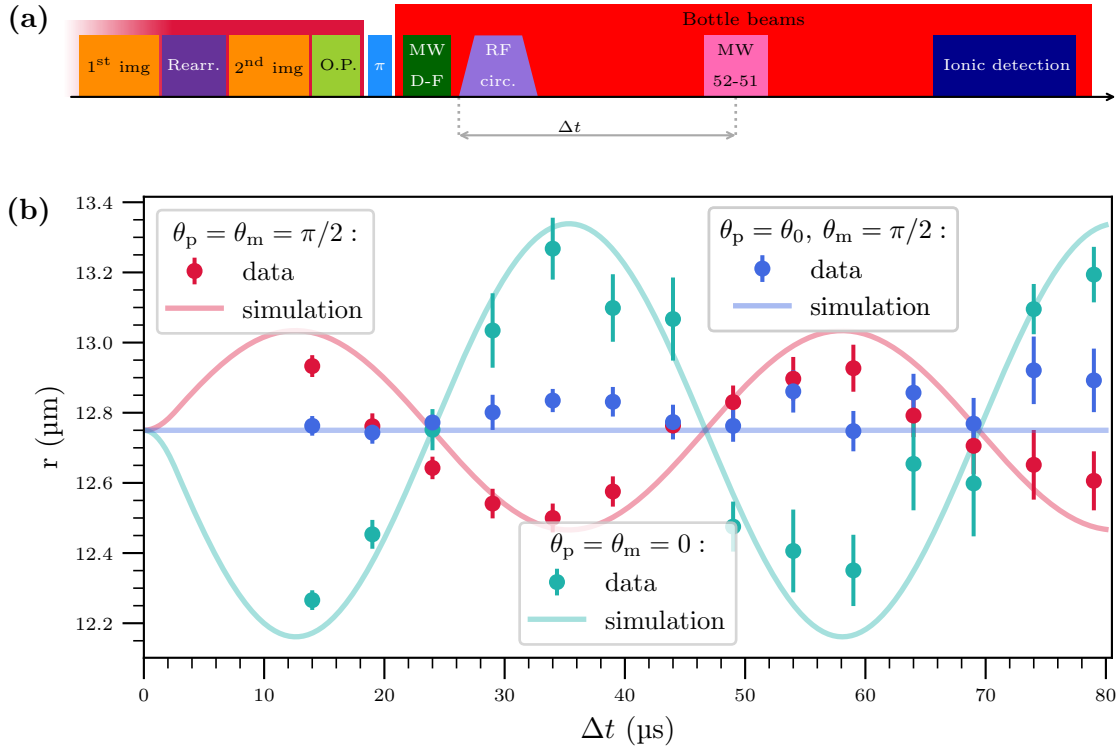 (a)
Bottle beams
1st img
Rearr.
2nd img
O.P.
π
MW
D-F
RF
circ.
MW
52-51
Ionic detection
Δt
(b)
13.4
13.2
13.0
12.8
12.6
12.4
12.2
r (µm)
θp = θm = π/2 :
data
simulation
θp = θ0, θm = π/2 :
data
simulation
θp = θm = 0 :
data
simulation
0 10 20 30 40 50 60 70 80
Δt (µs)